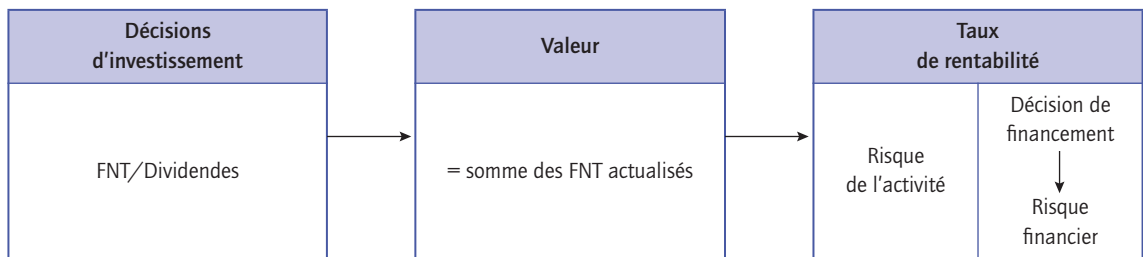 Décisions
d'investissement
FNT/Dividendes
Valeur
= somme des FNT actualisés
Taux
de rentabilité
Risque
de l'activité
Décision de
financement
Risque
financier